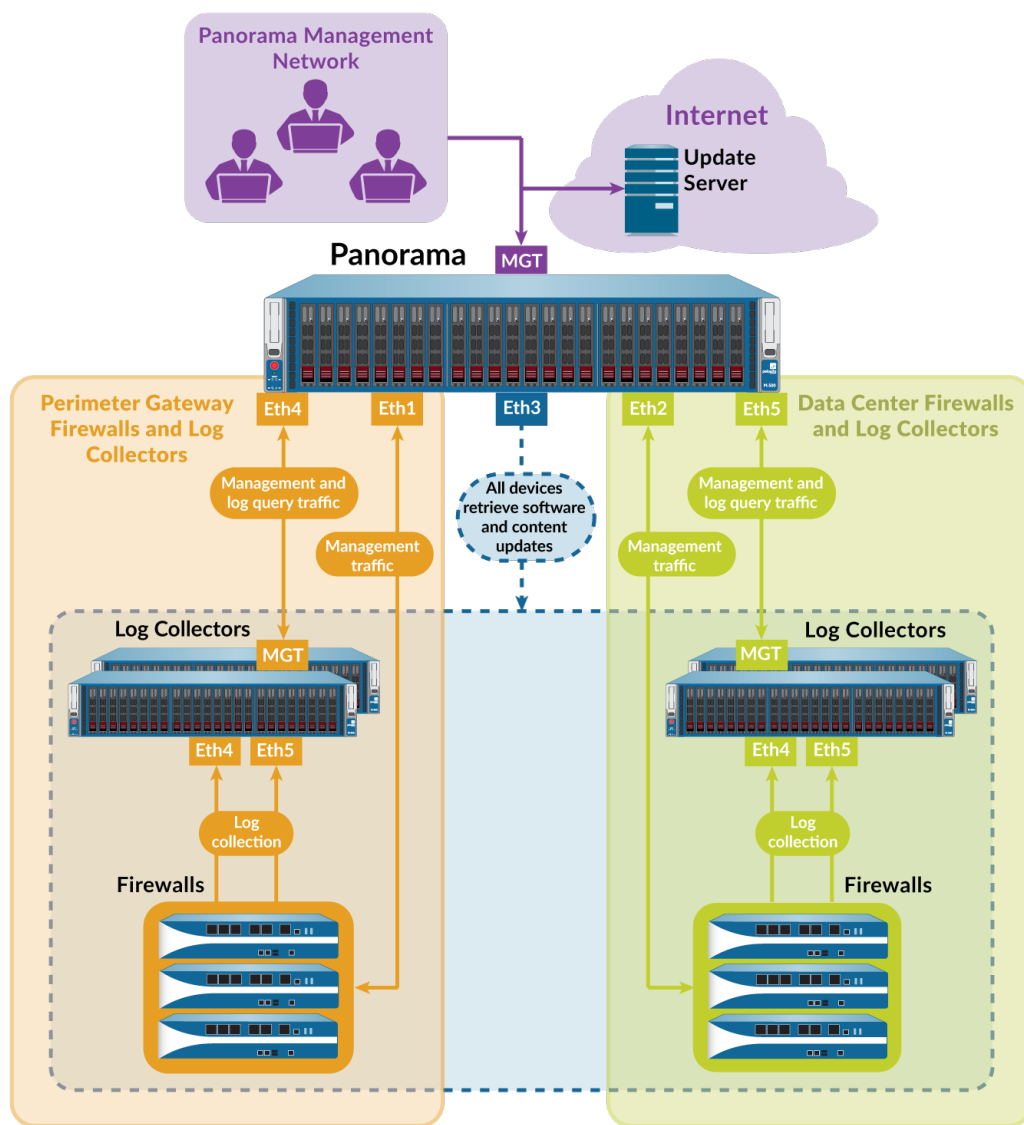 Panorama Management
Network
Internet
Update
Server
Panorama
MGT
Eth4
Eth1
Eth3
Eth2
Eth5
Perimeter Gateway
Firewalls and Log
Collectors
Data Center Firewalls
and Log Collectors
Management and
log query traffic
Management
traffic
All devices
retrieve software
and content
updates
Management
traffic
Management and
log query traffic
Log Collectors
MGT
Log Collectors
MGT
Eth4
Eth5
Eth4
Eth5
Log
collection
Log
collection
Firewalls
Firewalls